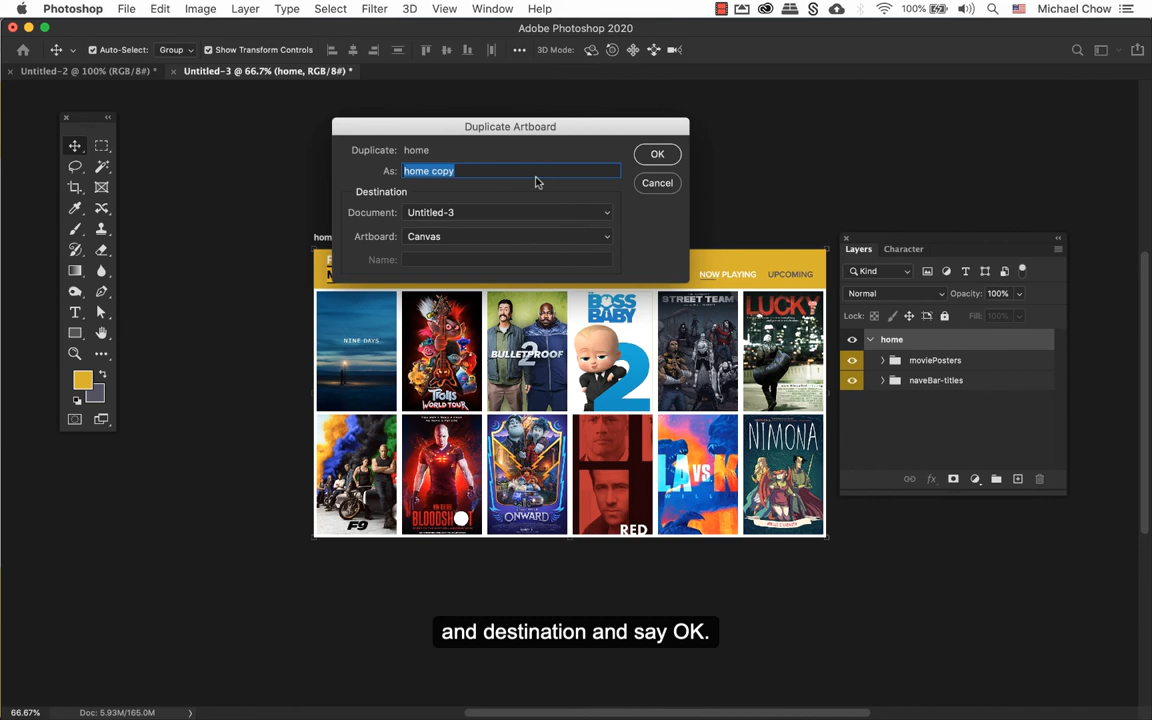 Photoshop File Edit Image Layer Type Select Filter 3D View Window Help 100% Michael Chow
Adobe Photoshop 2020
Auto-Select: Group Show Transform Controls 3D Mode:
Untitled-2 @ 100% (RGB/8#) * Untitled-3 @ 66.7% (home, RGB/8#) *
Duplicate Artboard
Duplicate: home
OK
As: home copy
Cancel
Destination
Document: Untitled-3
Artboard: Canvas
Name:
NOW PLAYING UPCOMING
Layers Character
Kind
Normal Opacity: 100%
Lock: Fill: 100%
home
moviePosters
naveBar-titles
NINE DAYS
TROLLS
WORLD TOUR
BULLETPROOF
2
THE
BOSS
BABY
2
STREET TEAM
LUCKY
F9
BLOODSHOT
ONWARD
RED
LA VS. K
NIMONA
and destination and say OK.
66.67% Doc: 5.93M/165.0M